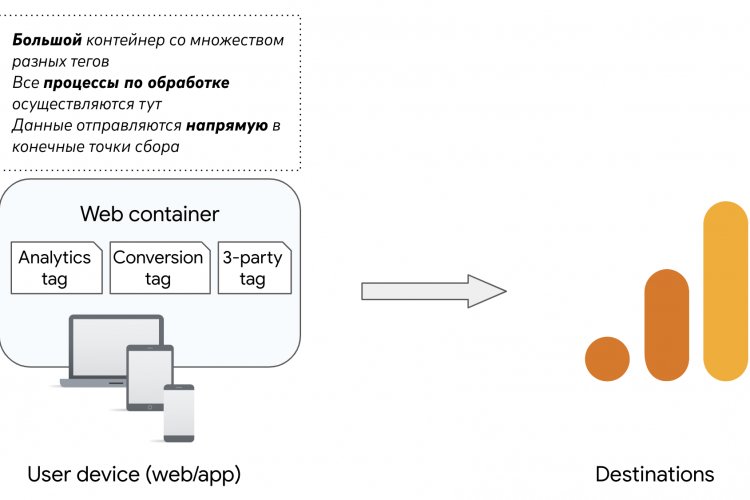 Большой контейнер со множеством
разных тегов
Все процессы по обработке
осуществляются тут
Данные отправляются напрямую в
конечные точки сбора
Web container
Analytics
tag
Conversion
tag
3-party
tag
User device (web/app)
Destinations